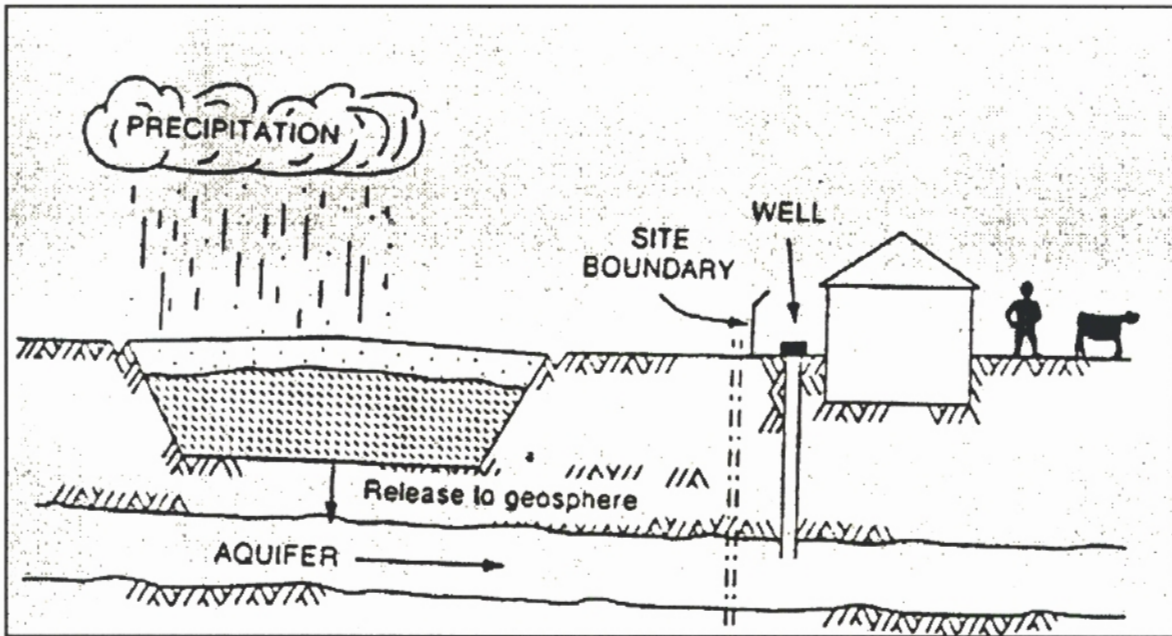 PRECIPITATION
WELL
SITE
BOUNDARY
Release to geosphere
AQUIFER